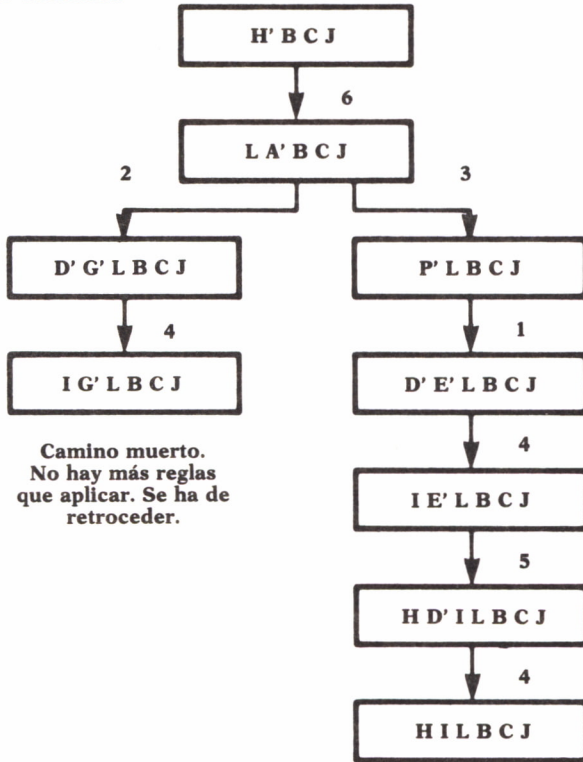 H' B C J
6
L A' B C J
2 3
D' G' L B C J P' L B C J
4 1
I G' L B C J D' E' L B C J
Camino muerto.
No hay más reglas
que aplicar. Se ha de
retroceder.
4
I E' L B C J
5
H D' I L B C J
4
H I L B C J